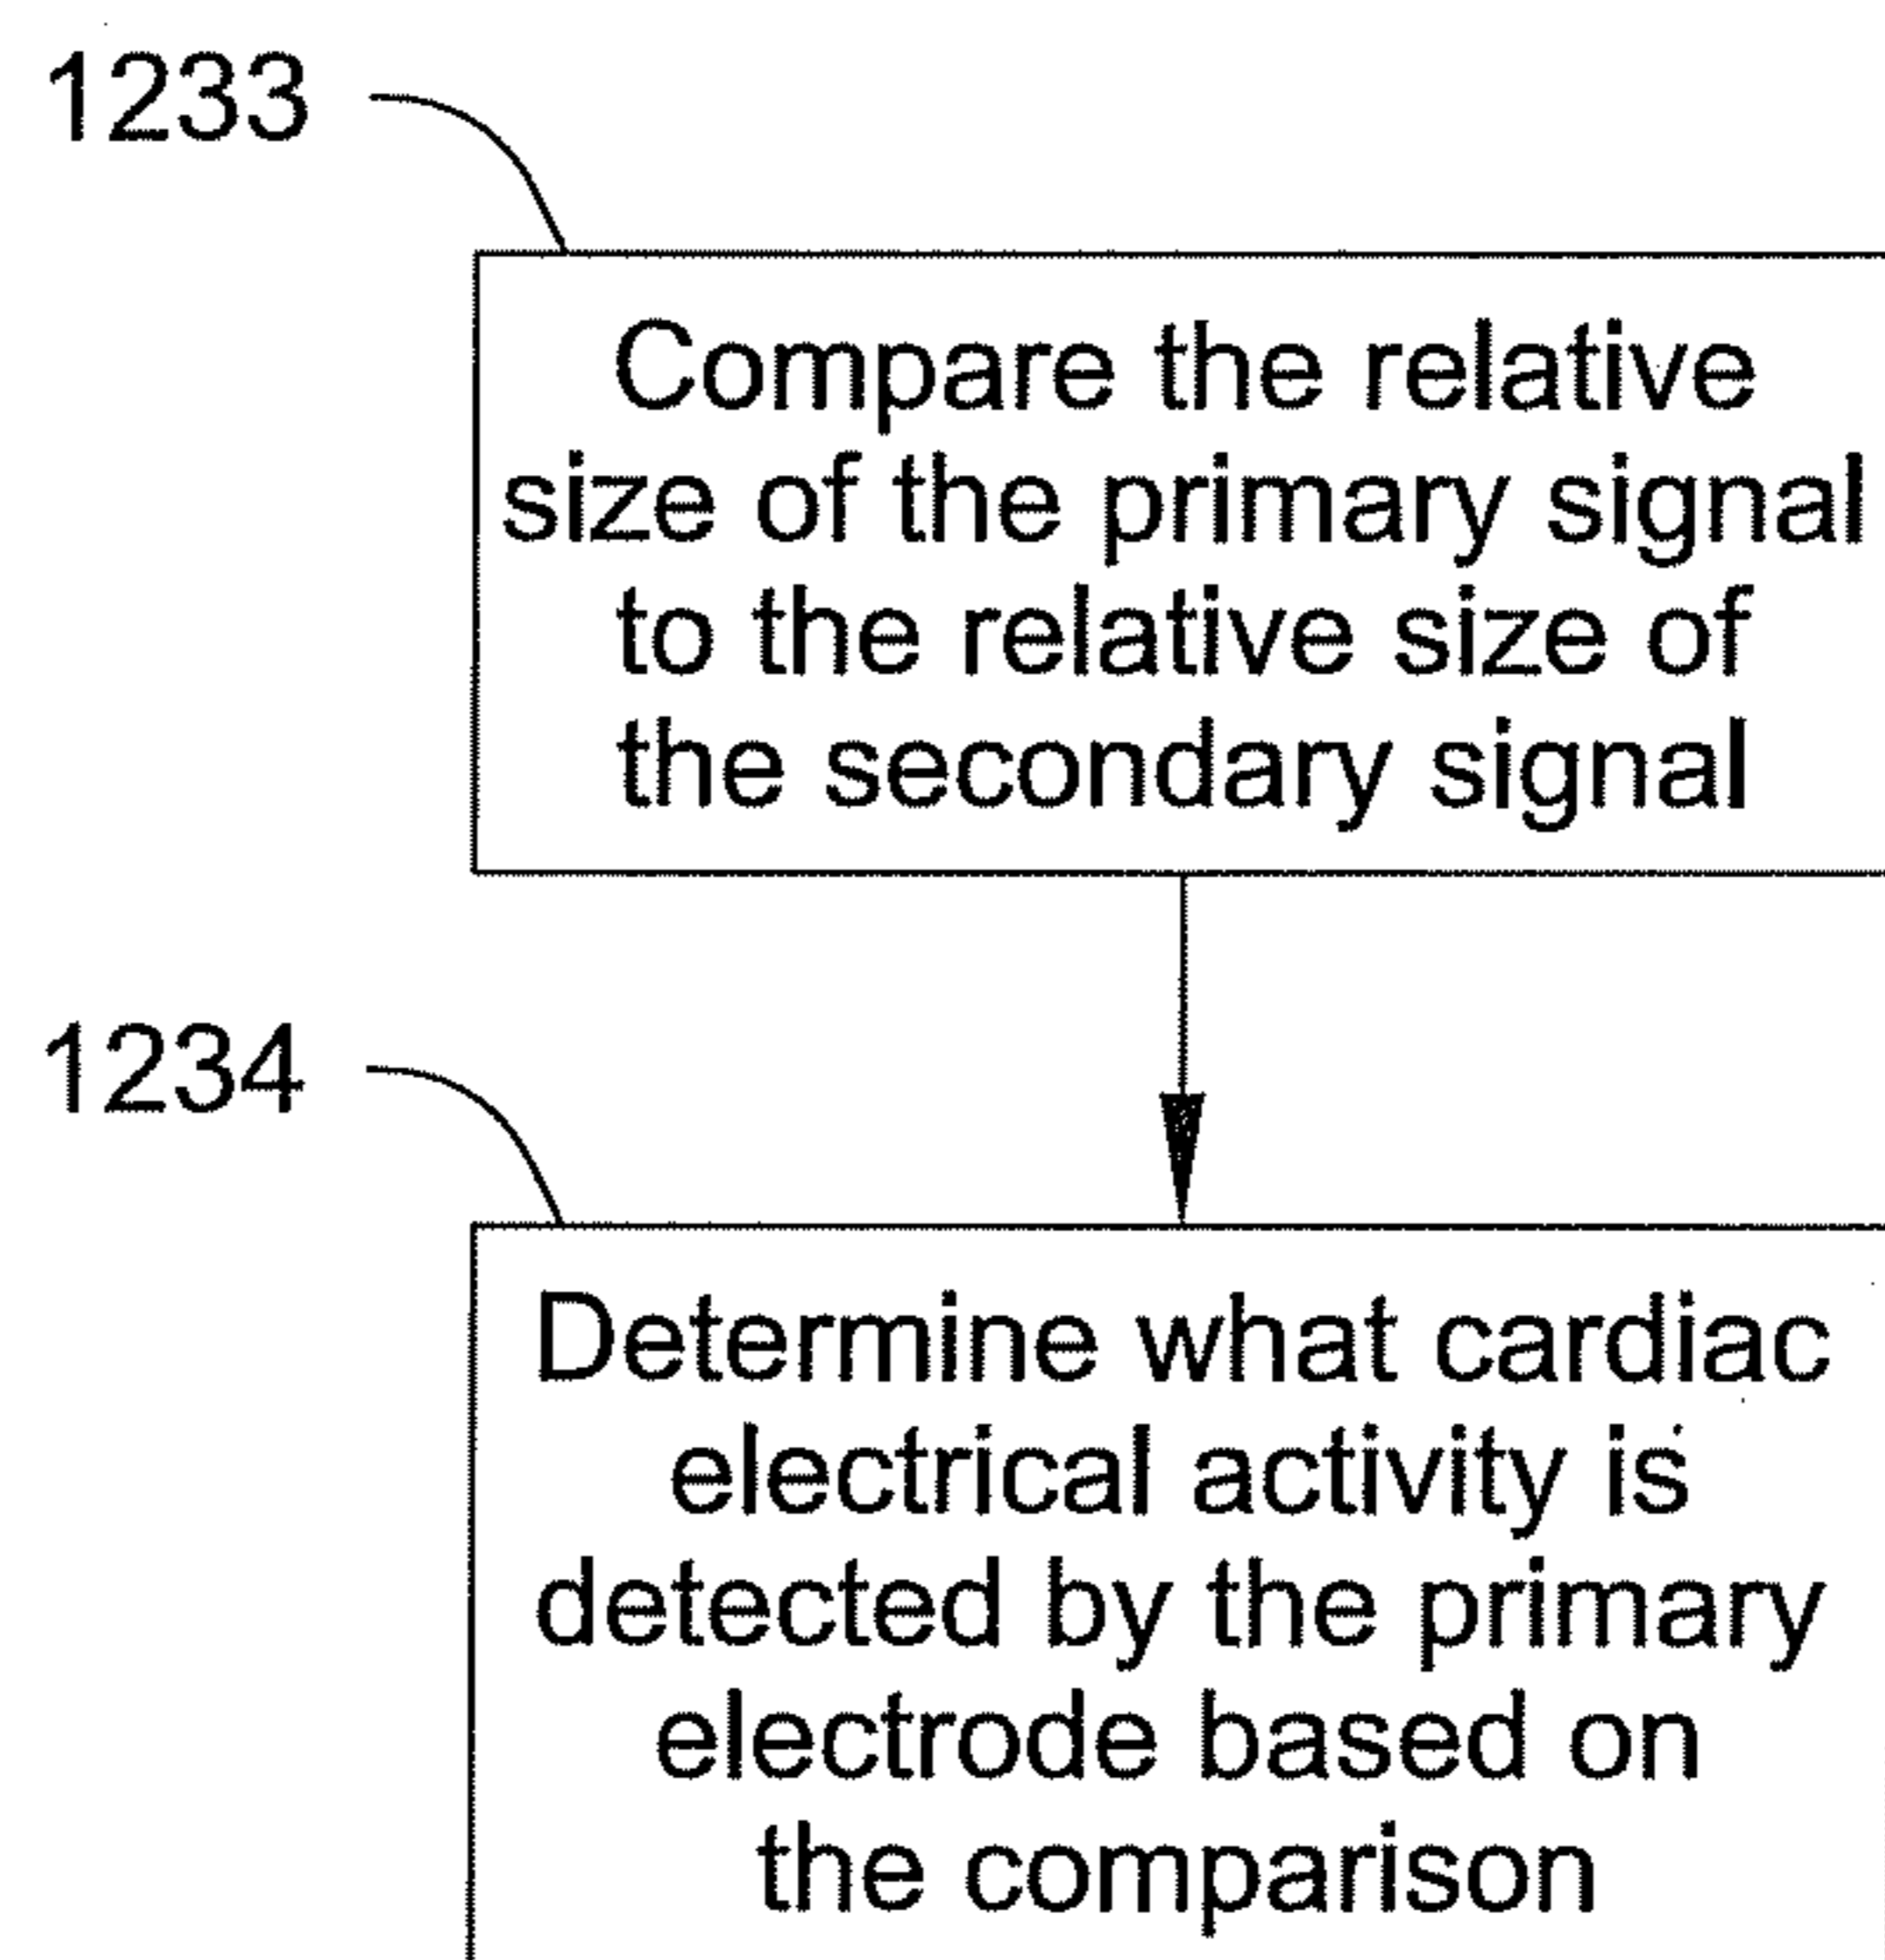 1233
Compare the relative
size of the primary signal
to the relative size of
the secondary signal
1234
Determine what cardiac
electrical activity is
detected by the primary
electrode based on
the comparison